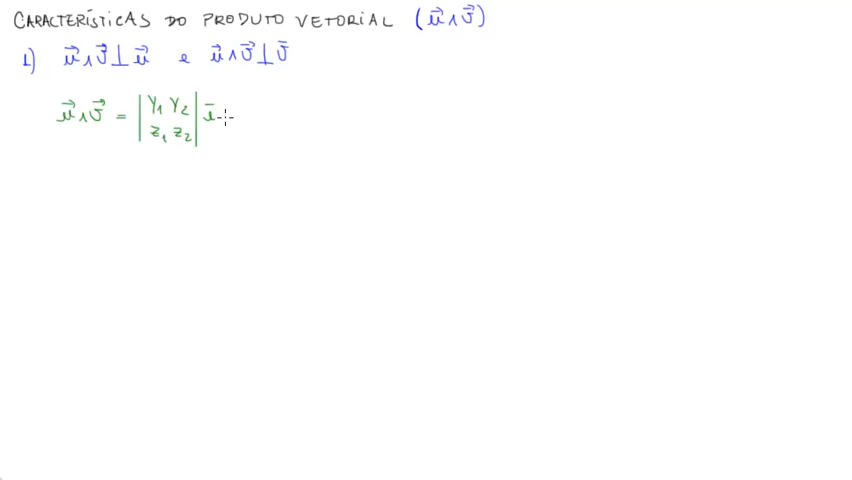 CARACTERÍSTICAS DO PRODUTO VETORIAL (u⃗ ∧ v⃗)
1) u⃗ ∧ v⃗ ⊥ u⃗ e u⃗ ∧ v⃗ ⊥ v⃗
u⃗ ∧ v⃗ = | Y₁ Y₂ | i⃗
| Z₁ Z₂ |